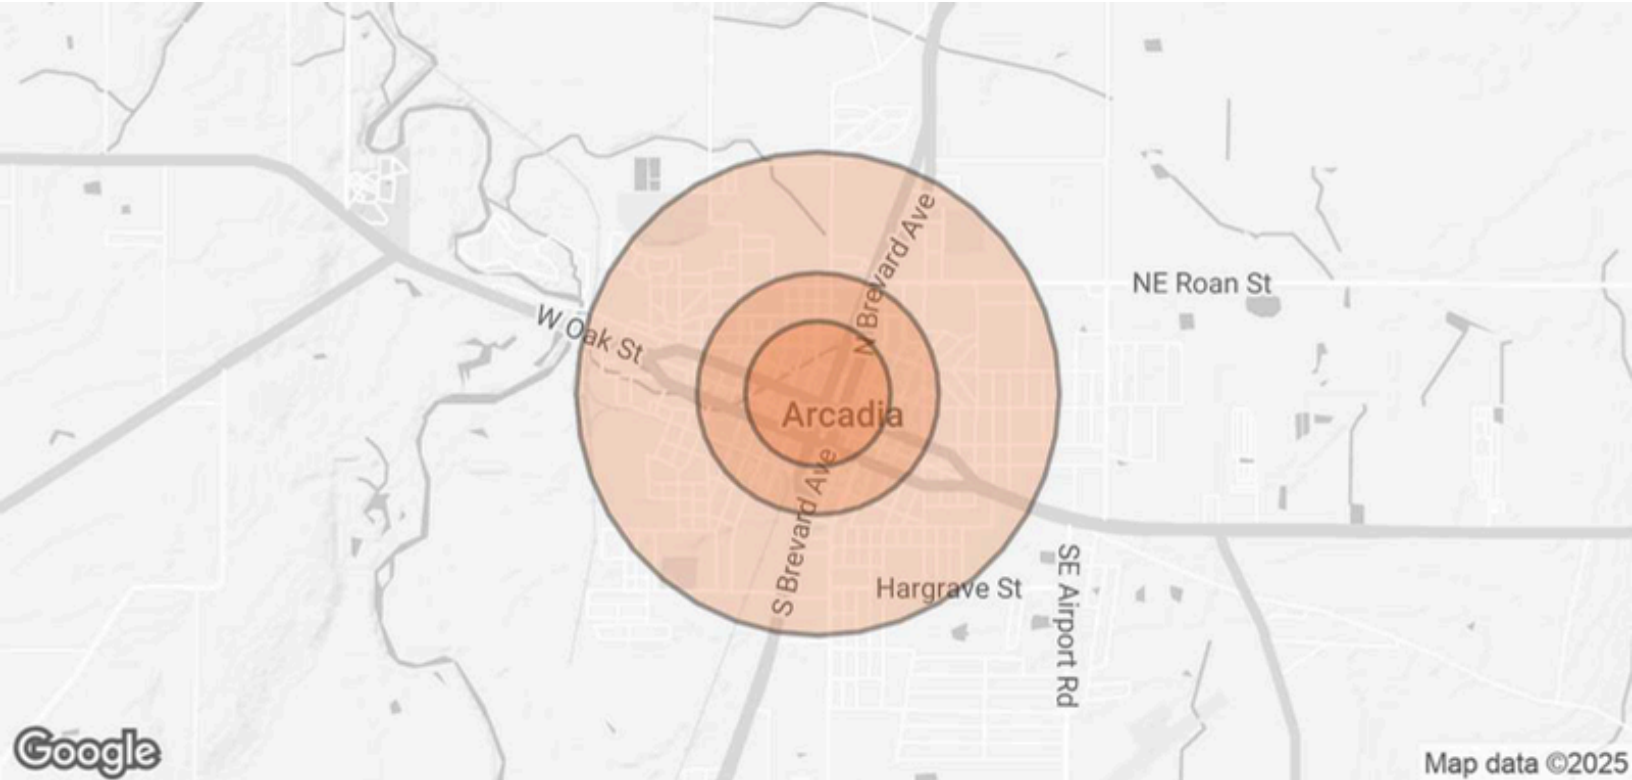 N Brevard Ave
NE Roan St
W Oak St
Arcadia
S Brevard Ave
Hargrave St
SE Airport Rd
Google
Map data ©2025